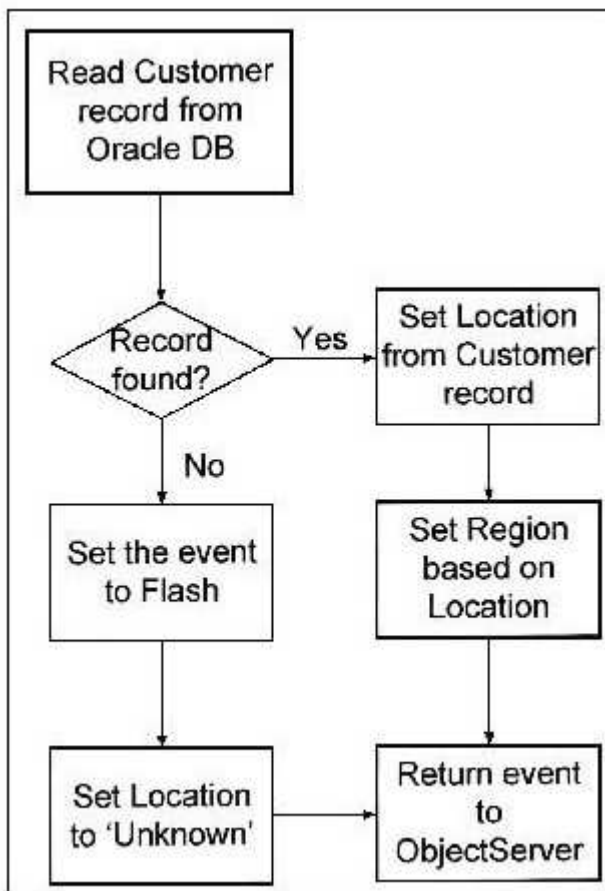 Read Customer
record from
Oracle DB
Record
found?
Yes
Set Location
from Customer
record
No
Set the event
to Flash
Set Region
based on
Location
Set Location
to ‘Unknown’
Return event
to
ObjectServer